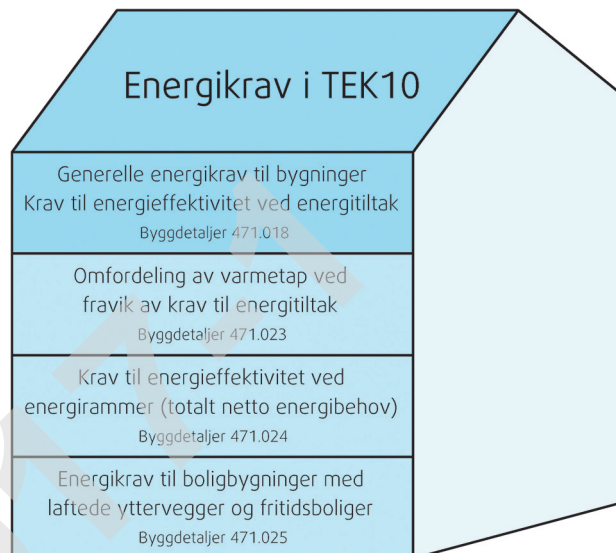 Energikrav i TEK10
Generelle energikrav til bygninger
Krav til energieffektivitet ved energitiltak
Byggdetaljer 471.018
Omfordeling av varmetap ved
fravik av krav til energitiltak
Byggdetaljer 471.023
Krav til energieffektivitet ved
energirammer (totalt netto energibehov)
Byggdetaljer 471.024
Energikrav til boligbygninger med
laftede yttervegger og fritidsboliger
Byggdetaljer 471.025